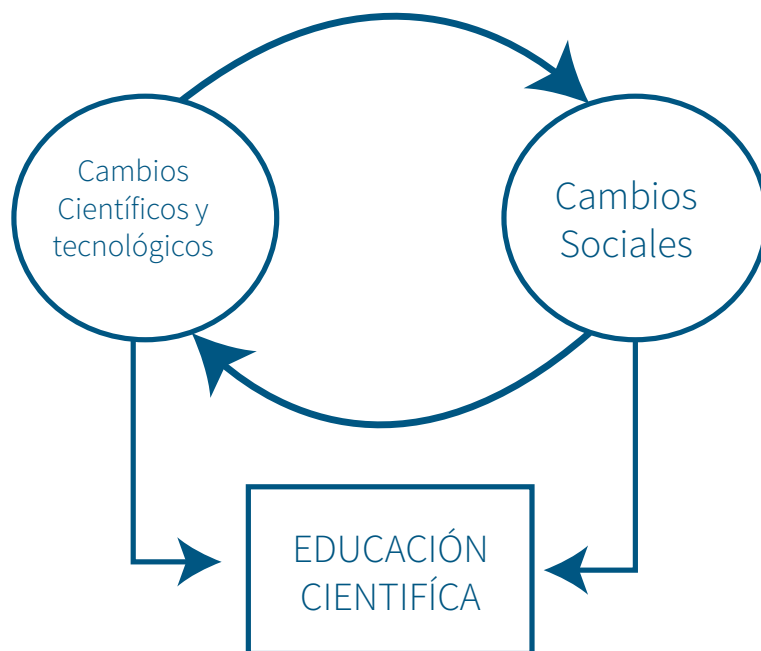 Cambios
Científicos y
tecnológicos
Cambios
Sociales
EDUCACIÓN
CIENTIFÍCA